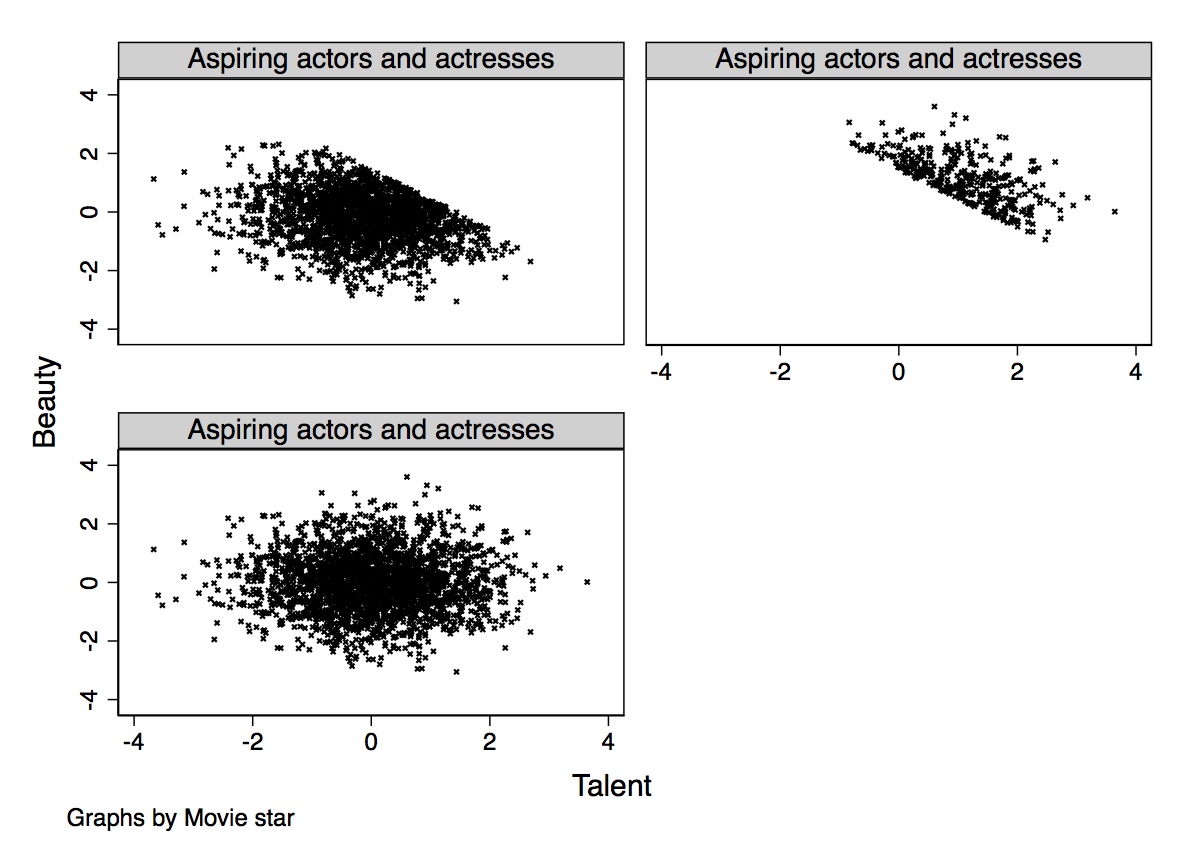 Aspiring actors and actresses
Aspiring actors and actresses
4
2
0
-2
-4
-4 -2 0 2 4
Beauty
Aspiring actors and actresses
4
2
0
-2
-4
-4 -2 0 2 4
Talent
Graphs by Movie star